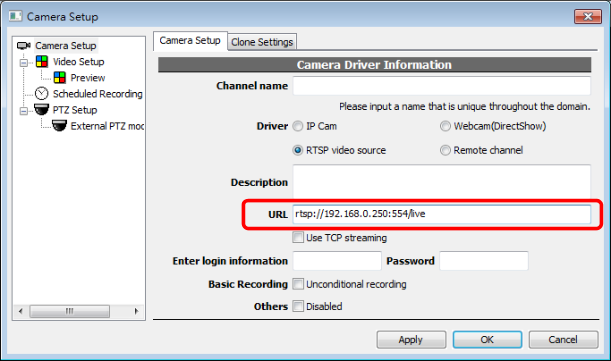 Camera Setup
Camera Setup
Video Setup
Preview
Scheduled Recording
PTZ Setup
External PTZ mod
Camera Setup
Clone Settings
Camera Driver Information
Channel name
Please input a name that is unique throughout the domain.
Driver
IP Cam
Webcam(DirectShow)
RTSP video source
Remote channel
Description
URL rtsp://192.168.0.250:554/live
Use TCP streaming
Enter login information
Password
Basic Recording
Unconditional recording
Others
Disabled
Apply
OK
Cancel